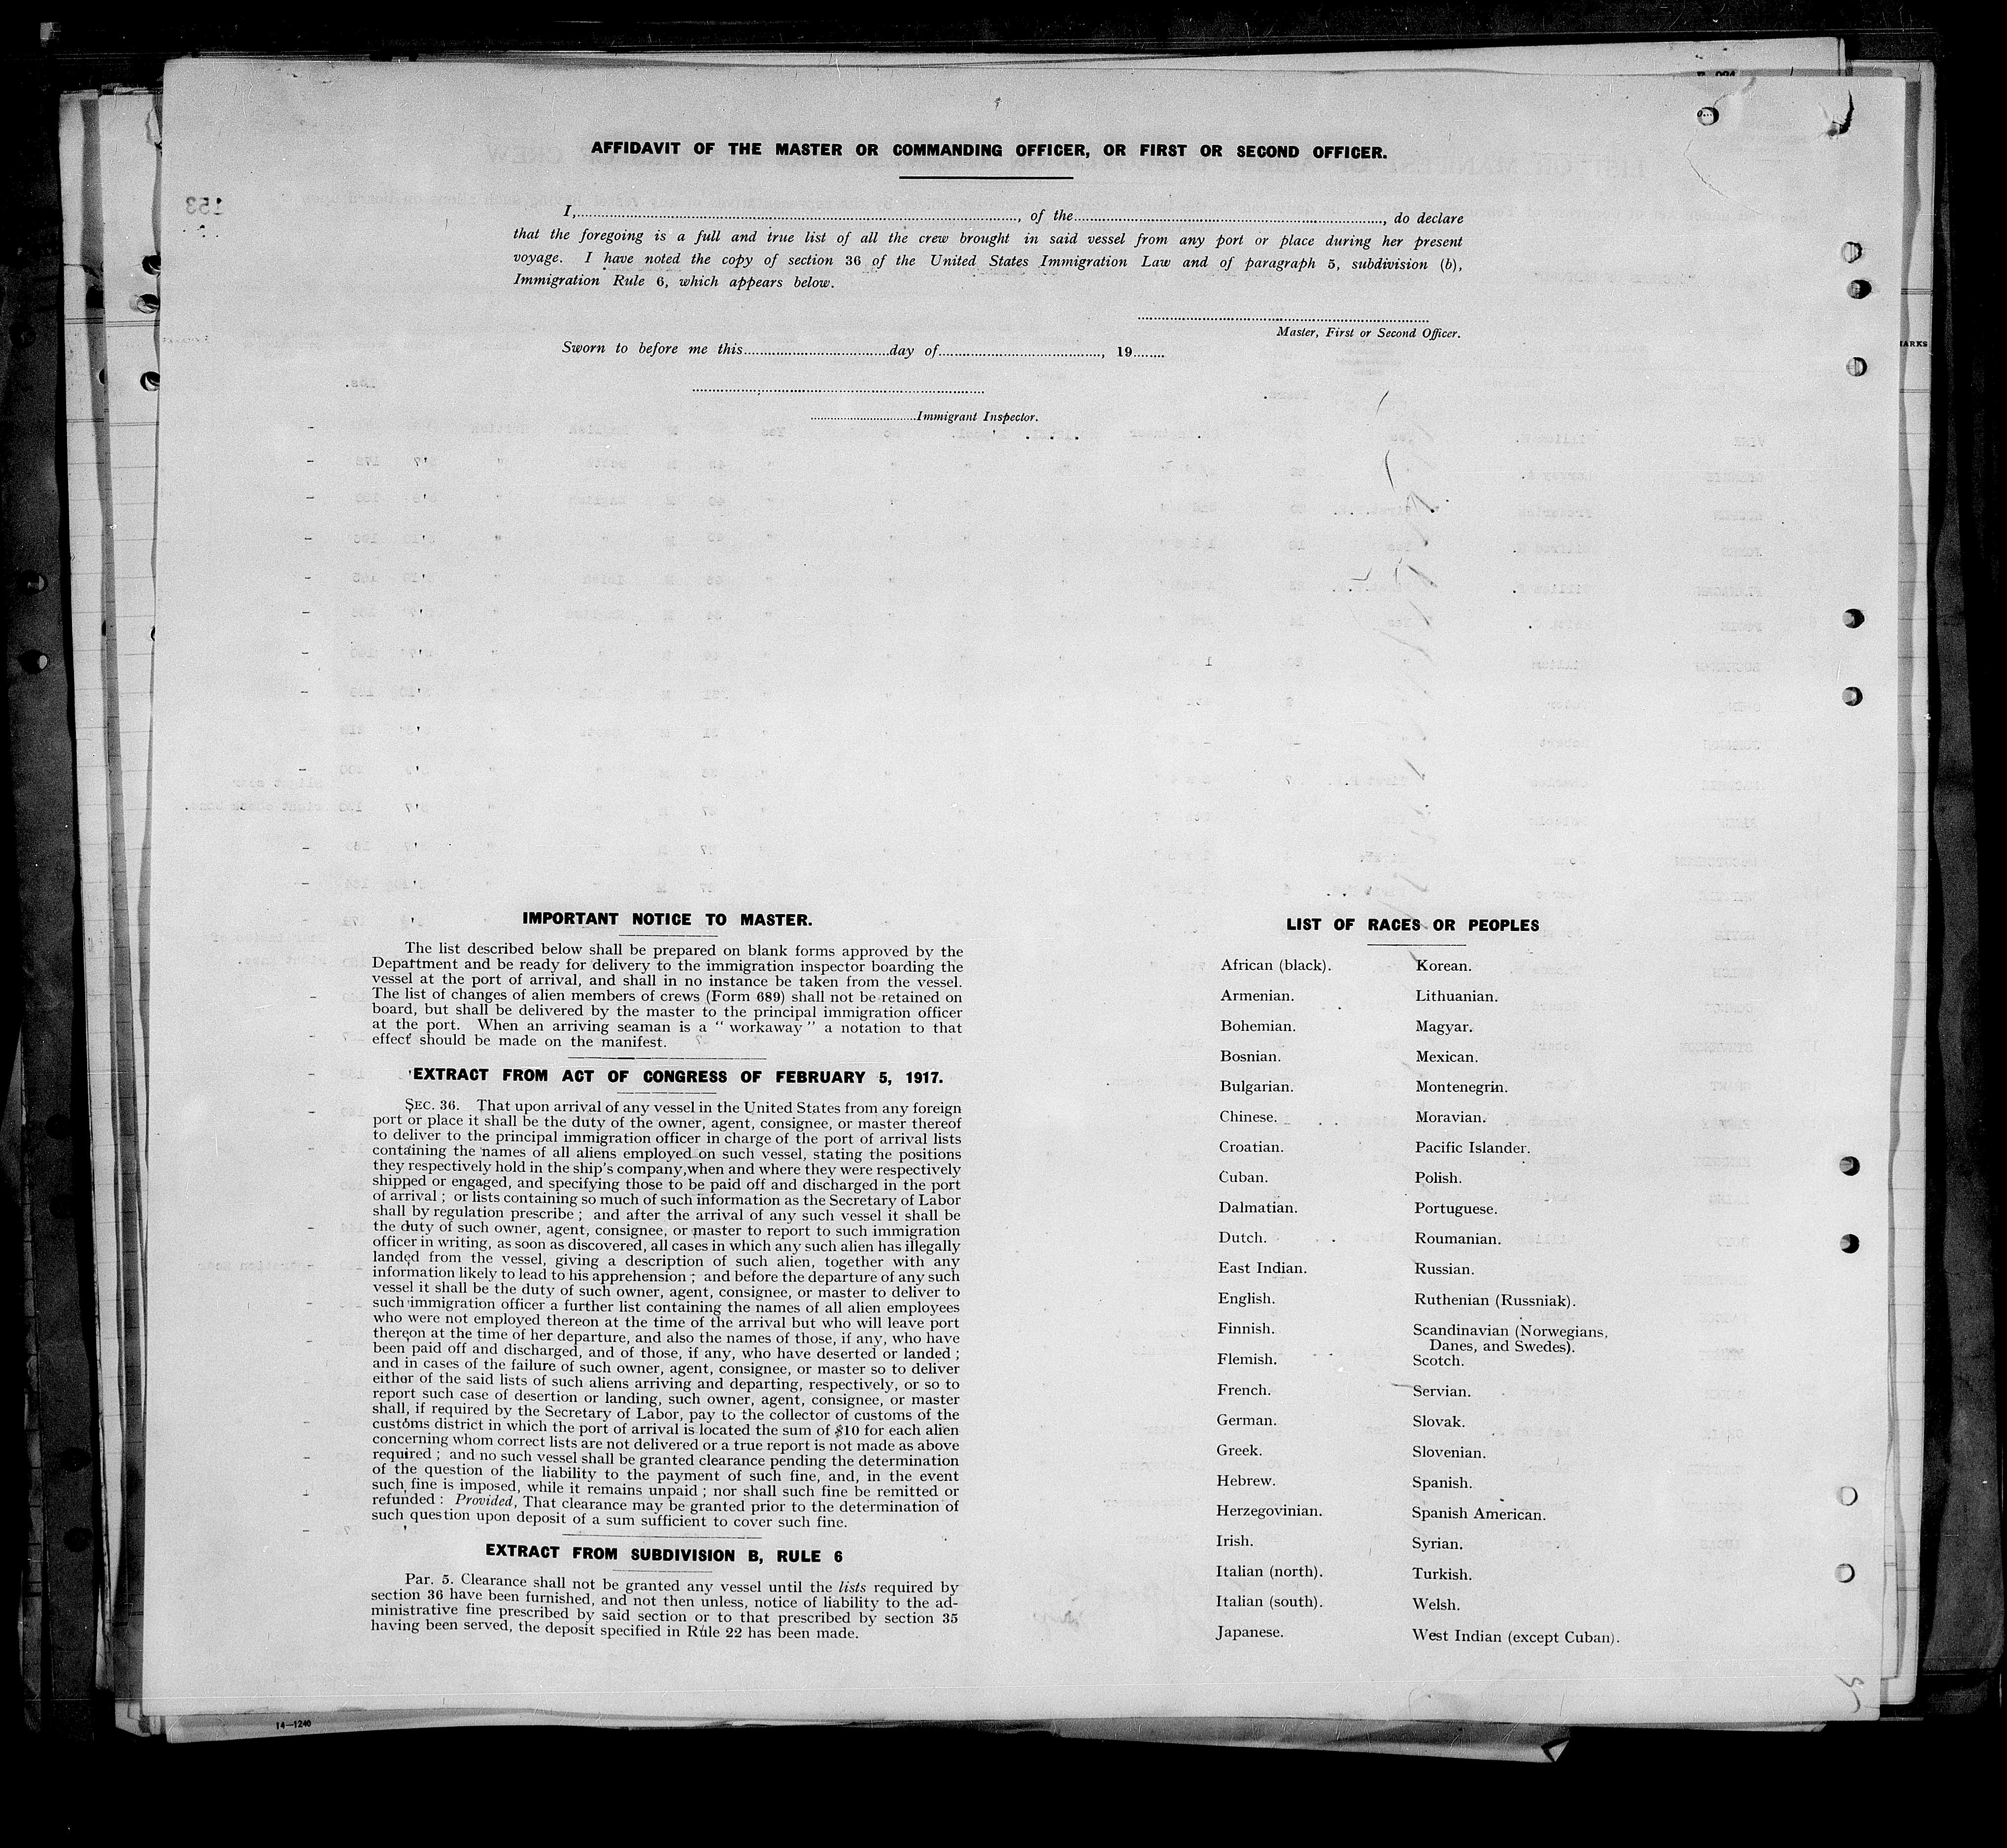 AFFIDAVIT OF THE MASTER OR COMMANDING OFFICER, OR FIRST OR SECOND OFFICER.
I,............................................................, of the............................................................, do declare
that the foregoing is a full and true list of all the crew brought in said vessel from any port or place during her present
voyage. I have noted the copy of section 36 of the United States Immigration Law and of paragraph 5, subdivision (b),
Immigration Rule 6, which appears below.
Master, First or Second Officer.
Sworn to before me this....................................day of........................................, 19........
..........................Immigrant Inspector.
IMPORTANT NOTICE TO MASTER.
The list described below shall be prepared on blank forms approved by the
Department and be ready for delivery to the immigration inspector boarding the
vessel at the port of arrival, and shall in no instance be taken from the vessel.
The list of changes of alien members of crews (Form 689) shall not be retained on
board, but shall be delivered by the master to the principal immigration officer
at the port. When an arriving seaman is a "workaway" a notation to that
effect should be made on the manifest.
EXTRACT FROM ACT OF CONGRESS OF FEBRUARY 5, 1917.
SEC. 36. That upon arrival of any vessel in the United States from any foreign
port or place it shall be the duty of the owner, agent, consignee, or master thereof
to deliver to the principal immigration officer in charge of the port of arrival lists
containing the names of all aliens employed on such vessel, stating the positions
they respectively hold in the ship's company, when and where they were respectively
shipped or engaged, and specifying those to be paid off and discharged in the port
of arrival; or lists containing so much of such information as the Secretary of Labor
shall by regulation prescribe; and after the arrival of any such vessel it shall be
the duty of such owner, agent, consignee, or master to report to such immigration
officer in writing, as soon as discovered, all cases in which any such alien has illegally
landed from the vessel, giving a description of such alien, together with any
information likely to lead to his apprehension; and before the departure of any such
vessel it shall be the duty of such owner, agent, consignee, or master to deliver to
such immigration officer a further list containing the names of all alien employees
who were not employed thereon at the time of the arrival but who will leave port
thereon at the time of her departure, and also the names of those, if any, who have
been paid off and discharged, and of those, if any, who have deserted or landed;
and in cases of the failure of such owner, agent, consignee, or master so to deliver
either of the said lists of such aliens arriving and departing, respectively, or so to
report such case of desertion or landing, such owner, agent, consignee, or master
shall, if required by the Secretary of Labor, pay to the collector of customs of the
customs district in which the port of arrival is located the sum of $10 for each alien
concerning whom correct lists are not delivered or a true report is not made as above
required; and no such vessel shall be granted clearance pending the determination
of the question of the liability to the payment of such fine, and, in the event
such fine is imposed, while it remains unpaid; nor shall such fine be remitted or
refunded: Provided, That clearance may be granted prior to the determination of
such question upon deposit of a sum sufficient to cover such fine.
EXTRACT FROM SUBDIVISION B, RULE 6
Par. 5. Clearance shall not be granted any vessel until the lists required by
section 36 have been furnished, and not then unless, notice of liability to the ad-
ministrative fine prescribed by said section or to that prescribed by section 35
having been served, the deposit specified in Rule 22 has been made.
LIST OF RACES OR PEOPLES
African (black).
Armenian.
Bohemian.
Bosnian.
Bulgarian.
Chinese.
Croatian.
Cuban.
Dalmatian.
Dutch.
East Indian.
English.
Finnish.
Flemish.
French.
German.
Greek.
Hebrew.
Herzegovinian.
Irish.
Italian (north).
Italian (south).
Japanese.
Korean.
Lithuanian.
Magyar.
Mexican.
Montenegrin.
Moravian.
Pacific Islander.
Polish.
Portuguese.
Roumanian.
Russian.
Ruthenian (Russniak).
Scandinavian (Norwegians,
Danes, and Swedes).
Scotch.
Servian.
Slovak.
Slovenian.
Spanish.
Spanish American.
Syrian.
Turkish.
Welsh.
West Indian (except Cuban).
14—1240